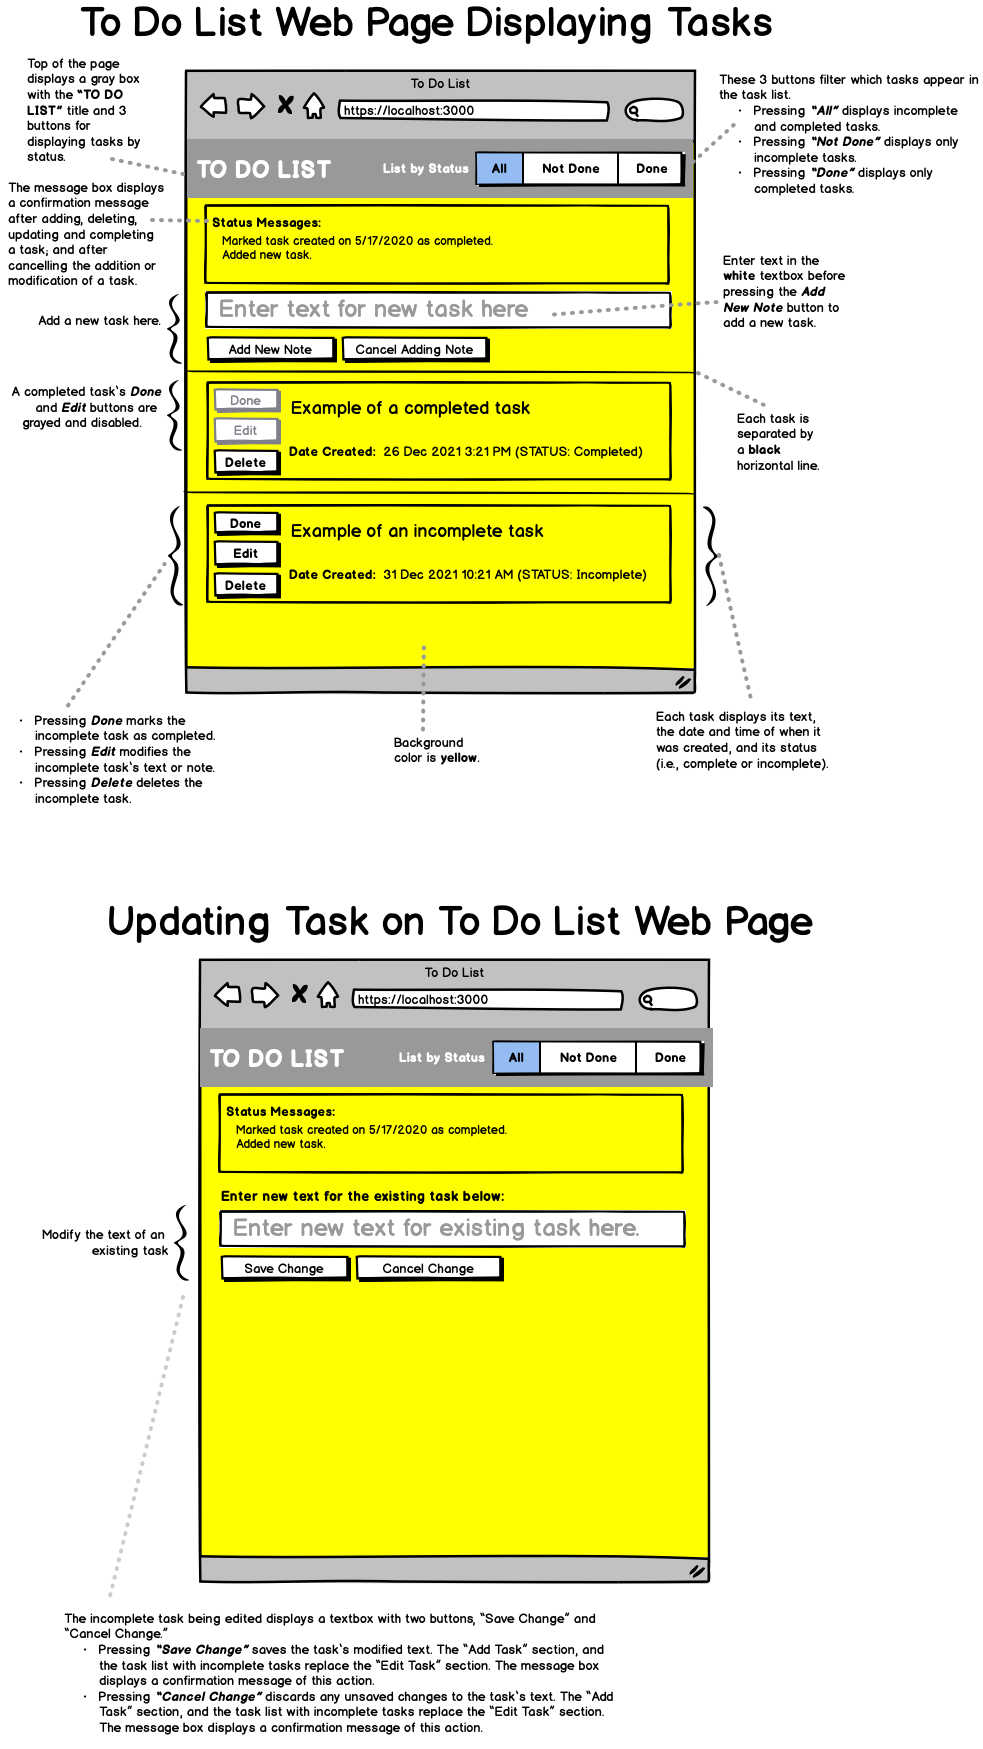 To Do List Web Page Displaying Tasks
Top of the page
displays a gray box
with the “TO DO
LIST” title and 3
buttons for
displaying tasks by
status.
The message box displays
a confirmation message
after adding, deleting,
updating and completing
a task; and after
cancelling the addition or
modification of a task.
Add a new task here.
A completed task's Done
and Edit buttons are
grayed and disabled.
To Do List
https://localhost:3000
TO DO LIST
List by Status
All
Not Done
Done
Status Messages:
Marked task created on 5/17/2020 as completed.
Added new task.
Enter text for new task here
Add New Note
Cancel Adding Note
Done
Edit
Delete
Example of a completed task
Date Created: 26 Dec 2021 3:21 PM (STATUS: Completed)
Done
Edit
Delete
Example of an incomplete task
Date Created: 31 Dec 2021 10:21 AM (STATUS: Incomplete)
These 3 buttons filter which tasks appear in
the task list.
· Pressing “All” displays incomplete
and completed tasks.
· Pressing “Not Done” displays only
incomplete tasks.
· Pressing “Done” displays only
completed tasks.
Enter text in the
white textbox before
pressing the Add
New Note button to
add a new task.
Each task is
separated by
a black
horizontal line.
· Pressing Done marks the
incomplete task as completed.
· Pressing Edit modifies the
incomplete task's text or note.
· Pressing Delete deletes the
incomplete task.
Background
color is yellow.
Each task displays its text,
the date and time of when it
was created, and its status
(i.e., complete or incomplete).
Updating Task on To Do List Web Page
To Do List
https://localhost:3000
TO DO LIST
List by Status
All
Not Done
Done
Status Messages:
Marked task created on 5/17/2020 as completed.
Added new task.
Enter new text for the existing task below:
Enter new text for existing task here.
Save Change
Cancel Change
Modify the text of an
existing task
The incomplete task being edited displays a textbox with two buttons, “Save Change” and
“Cancel Change.”
· Pressing “Save Change” saves the task's modified text. The “Add Task” section, and
the task list with incomplete tasks replace the “Edit Task” section. The message box
displays a confirmation message of this action.
· Pressing “Cancel Change” discards any unsaved changes to the task's text. The “Add
Task” section, and the task list with incomplete tasks replace the “Edit Task” section.
The message box displays a confirmation message of this action.